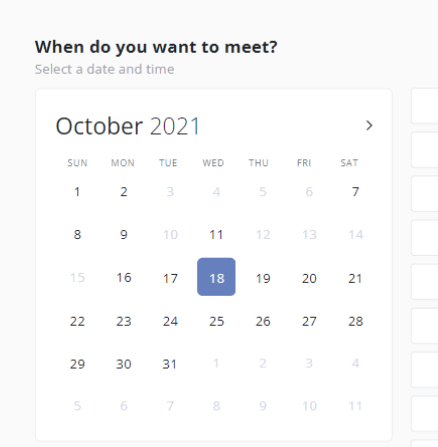 When do you want to meet?
Select a date and time
October 2021
SUN MON TUE WED THU FRI SAT
1 2 3 4 5 6 7
8 9 10 11 12 13 14
15 16 17 18 19 20 21
22 23 24 25 26 27 28
29 30 31 1 2 3 4
5 6 7 8 9 10 11